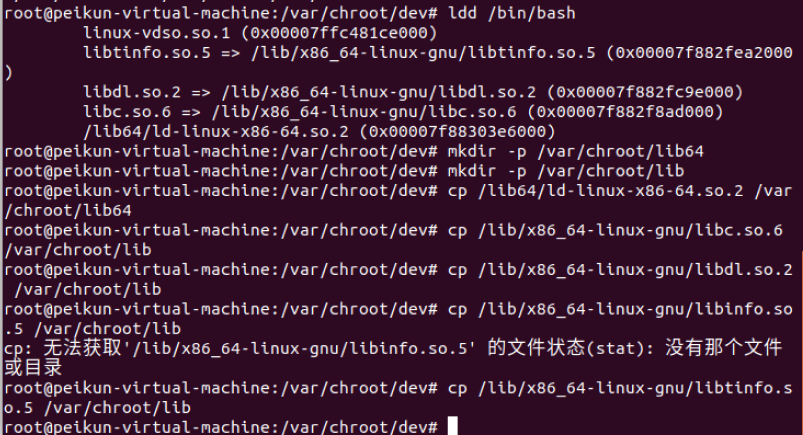 root@peikun-virtual-machine:/var/chroot/dev# ldd /bin/bash
linux-vdso.so.1 (0x00007ffc481ce000)
libtinfo.so.5 => /lib/x86_64-linux-gnu/libtinfo.so.5 (0x00007f882fea2000
)
libdl.so.2 => /lib/x86_64-linux-gnu/libdl.so.2 (0x00007f882fc9e000)
libc.so.6 => /lib/x86_64-linux-gnu/libc.so.6 (0x00007f882f8ad000)
/lib64/ld-linux-x86-64.so.2 (0x00007f88303e6000)
root@peikun-virtual-machine:/var/chroot/dev# mkdir -p /var/chroot/lib64
root@peikun-virtual-machine:/var/chroot/dev# mkdir -p /var/chroot/lib
root@peikun-virtual-machine:/var/chroot/dev# cp /lib64/ld-linux-x86-64.so.2 /var
/chroot/lib64
root@peikun-virtual-machine:/var/chroot/dev# cp /lib/x86_64-linux-gnu/libc.so.6
/var/chroot/lib
root@peikun-virtual-machine:/var/chroot/dev# cp /lib/x86_64-linux-gnu/libdl.so.2
/var/chroot/lib
root@peikun-virtual-machine:/var/chroot/dev# cp /lib/x86_64-linux-gnu/libinfo.so
.5 /var/chroot/lib
cp: 无法获取'/lib/x86_64-linux-gnu/libinfo.so.5' 的文件状态(stat): 没有那个文件
或目录
root@peikun-virtual-machine:/var/chroot/dev# cp /lib/x86_64-linux-gnu/libtinfo.s
o.5 /var/chroot/lib
root@peikun-virtual-machine:/var/chroot/dev#